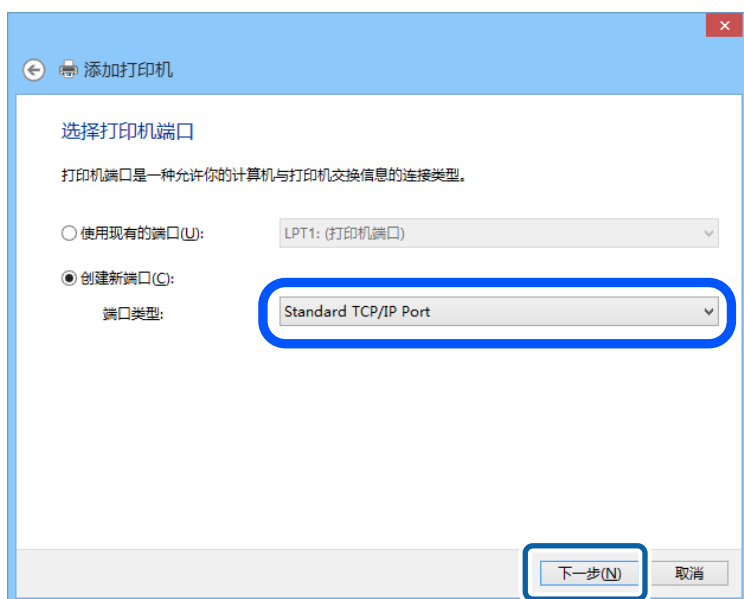 添加打印机
选择打印机端口
打印机端口是一种允许你的计算机与打印机交换信息的连接类型。
使用现有的端口(U): LPT1: (打印机端口)
创建新端口(C):
端口类型: Standard TCP/IP Port
下一步(N) 取消